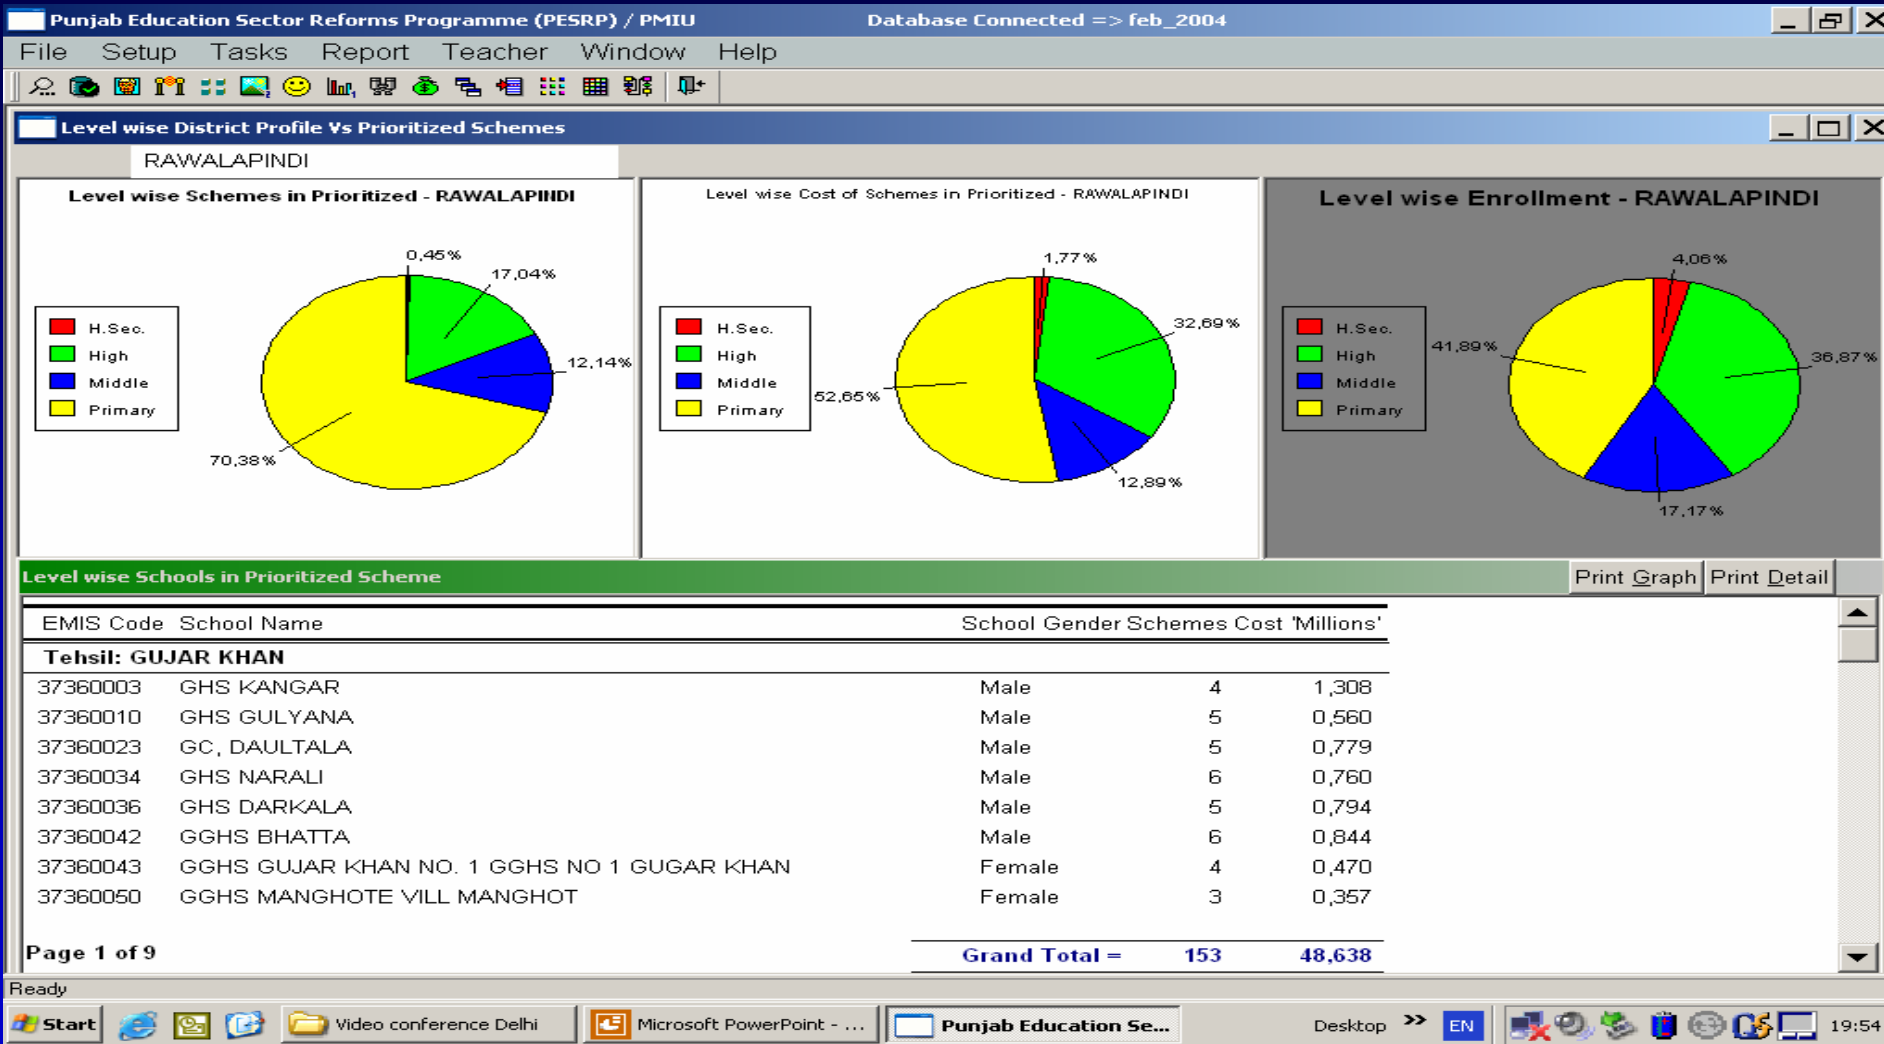 Punjab Education Sector Reforms Programme (PESRP) / PMIU Database Connected => feb_2004
File Setup Tasks Report Teacher Window Help
Level wise District Profile Vs Prioritized Schemes
RAWALAPINDI
Level wise Schemes in Prioritized - RAWALAPINDI
0,45%
17,04%
H.Sec.
High
Middle
Primary
12,14%
70,38%
Level wise Cost of Schemes in Prioritized - RAWALAPINDI
1,77%
H.Sec.
High
Middle
Primary
32,69%
52,65%
12,89%
Level wise Enrollment - RAWALAPINDI
4,06%
H.Sec.
High
Middle
Primary
41,89%
36,87%
17,17%
Level wise Schools in Prioritized Scheme Print Graph Print Detail
EMIS Code School Name School Gender Schemes Cost 'Millions'
Tehsil: GUJAR KHAN
37360003 GHS KANGAR Male 4 1,308
37360010 GHS GULYANA Male 5 0,560
37360023 GC, DAULTALA Male 5 0,779
37360034 GHS NARALI Male 6 0,760
37360036 GHS DARKALA Male 5 0,794
37360042 GGHS BHATTA Male 6 0,844
37360043 GGHS GUJAR KHAN NO. 1 GGHS NO 1 GUGAR KHAN Female 4 0,470
37360050 GGHS MANGHOTE VILL MANGHOT Female 3 0,357
Page 1 of 9 Grand Total = 153 48,638
Ready
Start Video conference Delhi Microsoft PowerPoint - ... Punjab Education Se... Desktop >> EN 19:54